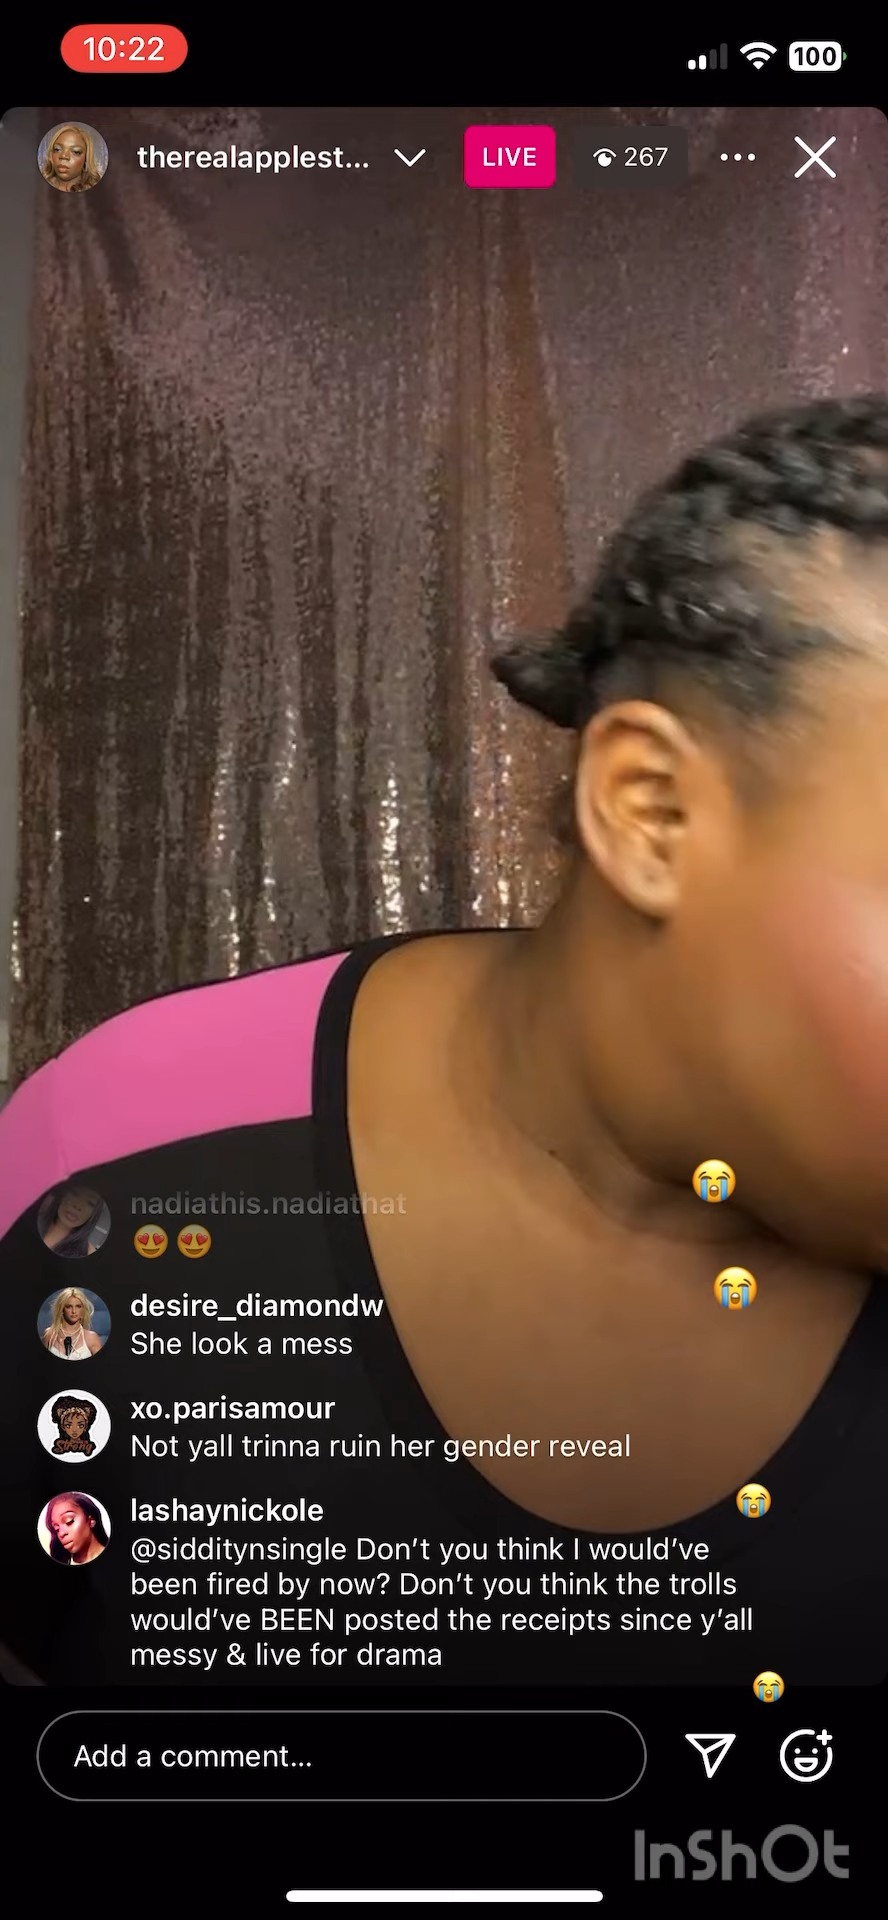 10:22
100
therealapplest...
LIVE
267
nadiathis.nadiathat
😍 😍
desire_diamondw
She look a mess
xo.parisamour
Not yall trinna ruin her gender reveal
Strong
lashaynickole
@sidditynsingle Don’t you think I would’ve
been fired by now? Don’t you think the trolls
would’ve BEEN posted the receipts since y’all
messy & live for drama
Add a comment...
InShOt